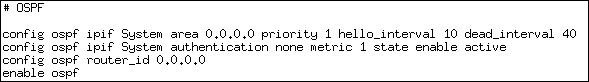 # OSPF

config ospf ipif System area 0.0.0.0 priority 1 hello_interval 10 dead_interval 40
config ospf ipif System authentication none metric 1 state enable active
config ospf router_id 0.0.0.0
enable ospf